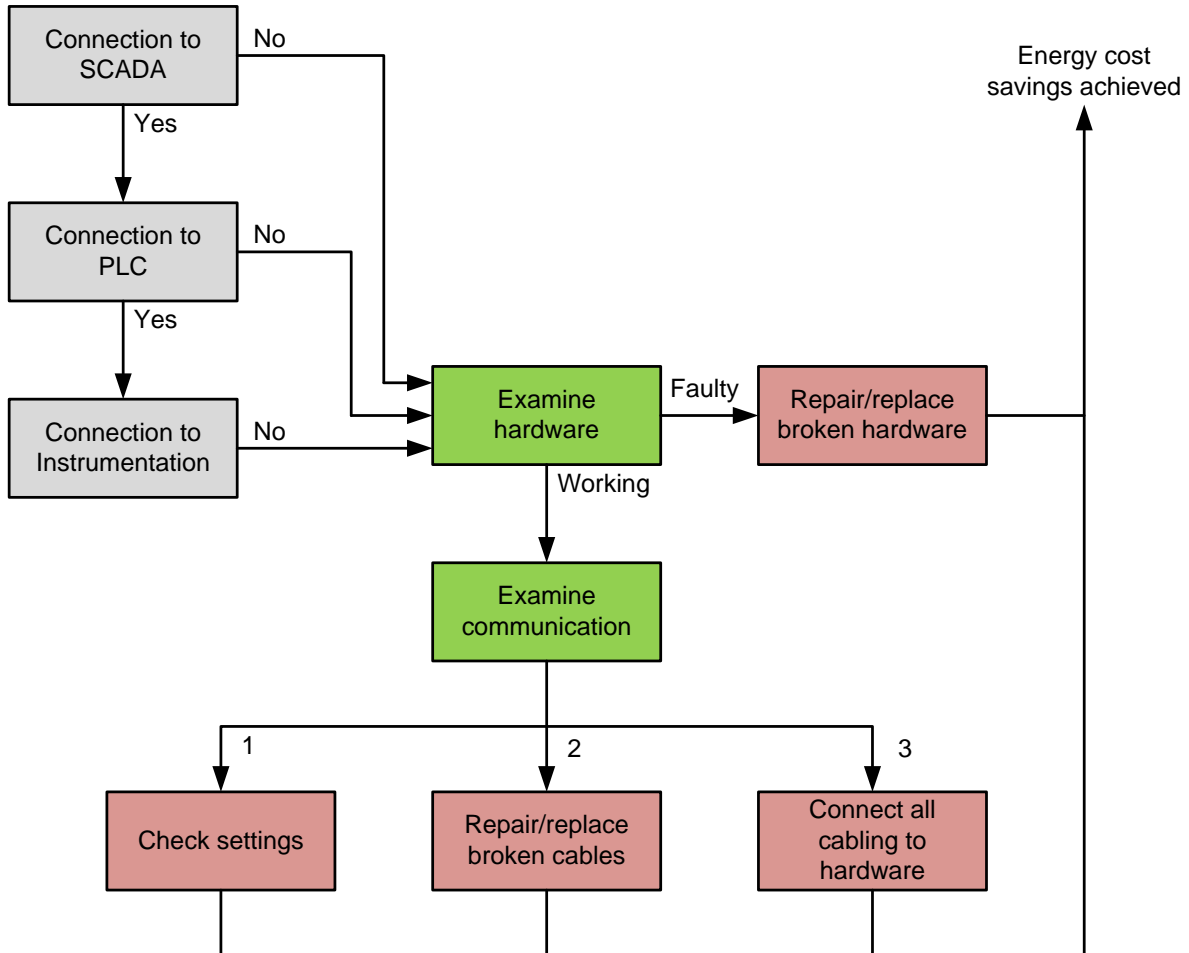 Connection to
SCADA
No
Energy cost
savings achieved
Yes
Connection to
PLC
No
Yes
Connection to
Instrumentation
No
Examine
hardware
Faulty
Repair/replace
broken hardware
Working
Examine
communication
1
2
3
Check settings
Repair/replace
broken cables
Connect all
cabling to
hardware